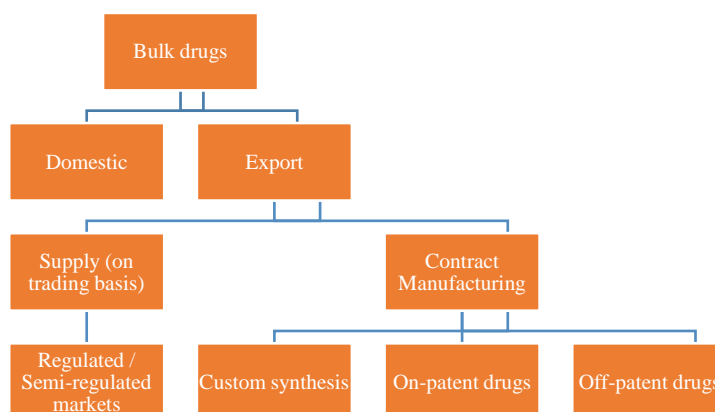 Bulk drugs
Domestic
Export
Supply (on
trading basis)
Contract
Manufacturing
Regulated /
Semi-regulated
markets
Custom synthesis
On-patent drugs
Off-patent drugs